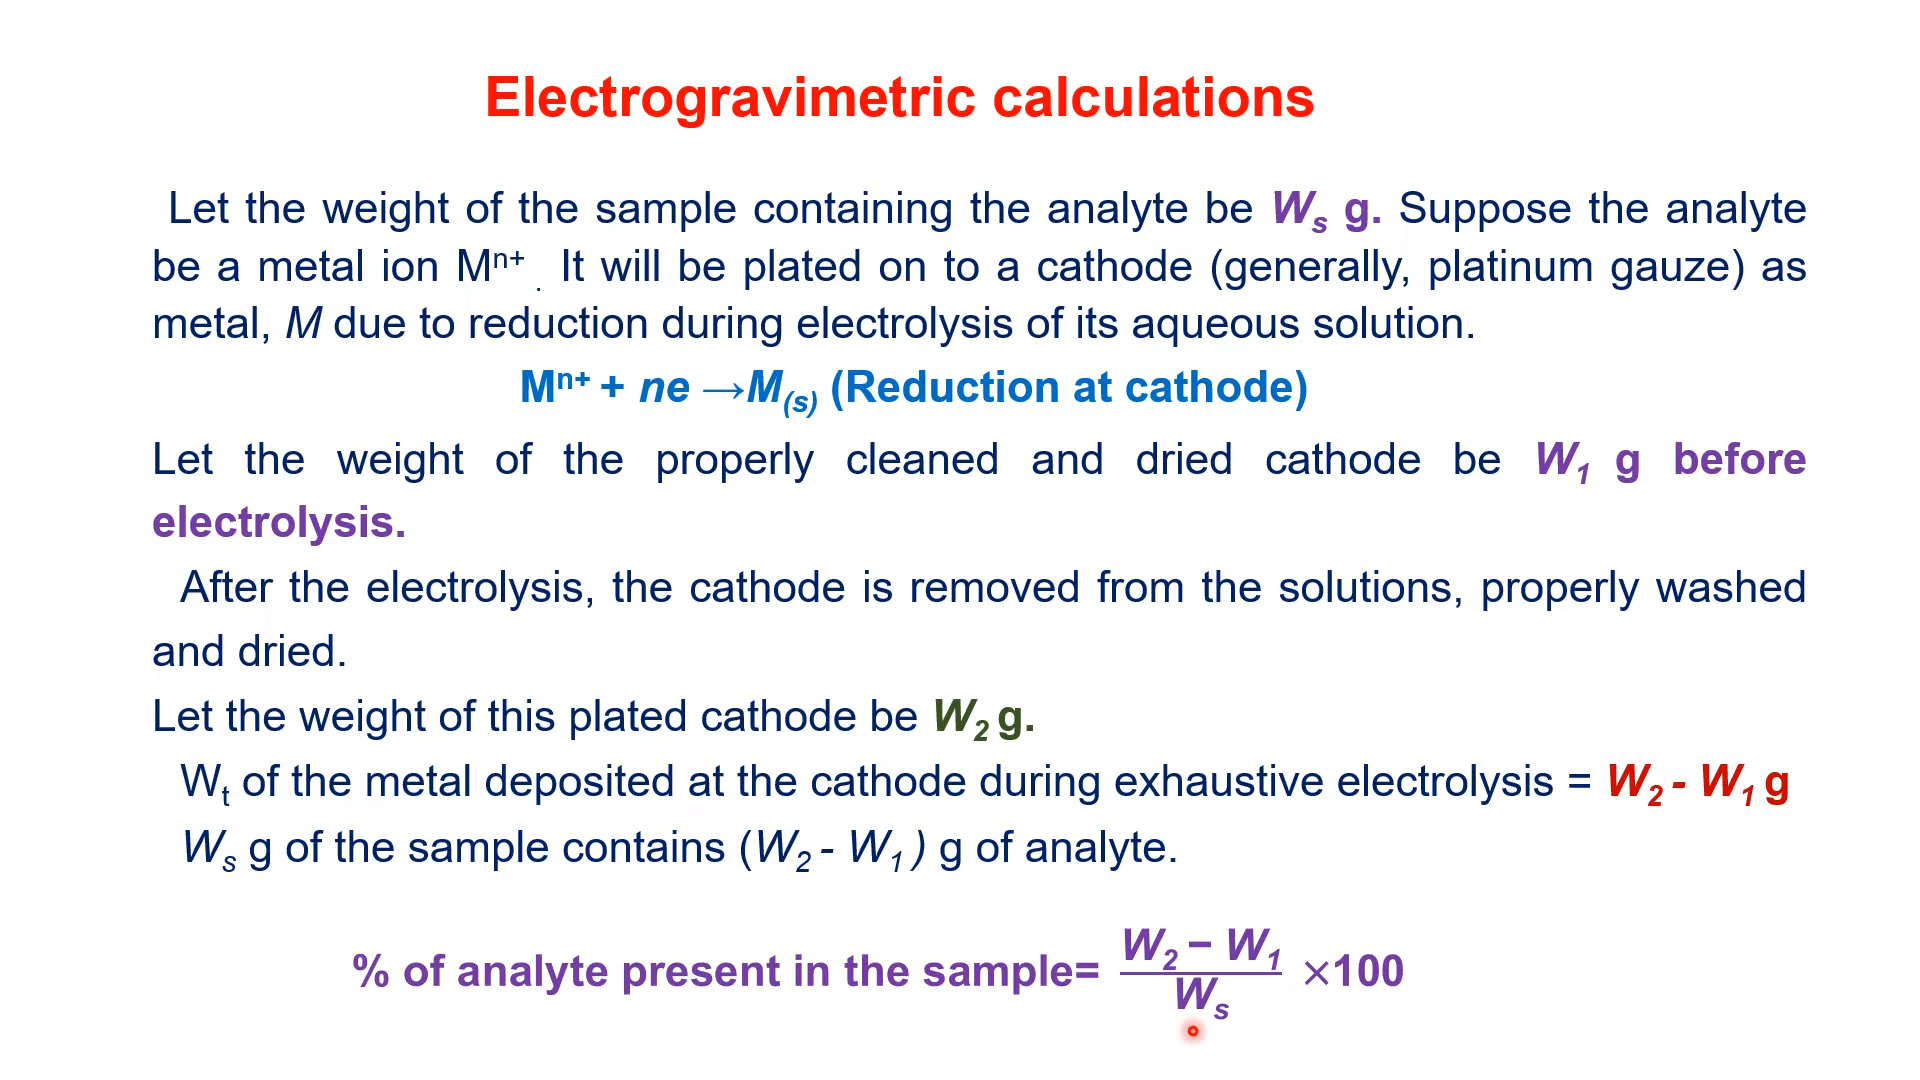 Electrogravimetric calculations
Let the weight of the sample containing the analyte be Wₛ g. Suppose the analyte
be a metal ion Mⁿ⁺ . It will be plated on to a cathode (generally, platinum gauze) as
metal, M due to reduction during electrolysis of its aqueous solution.
Mⁿ⁺ + ne →M₍ₛ₎ (Reduction at cathode)
Let the weight of the properly cleaned and dried cathode be W₁ g before
electrolysis.
After the electrolysis, the cathode is removed from the solutions, properly washed
and dried.
Let the weight of this plated cathode be W₂ g.
Wₜ of the metal deposited at the cathode during exhaustive electrolysis = W₂ - W₁ g
Wₛ g of the sample contains (W₂ - W₁ ) g of analyte.
% of analyte present in the sample= (W₂ − W₁)/Wₛ ×100